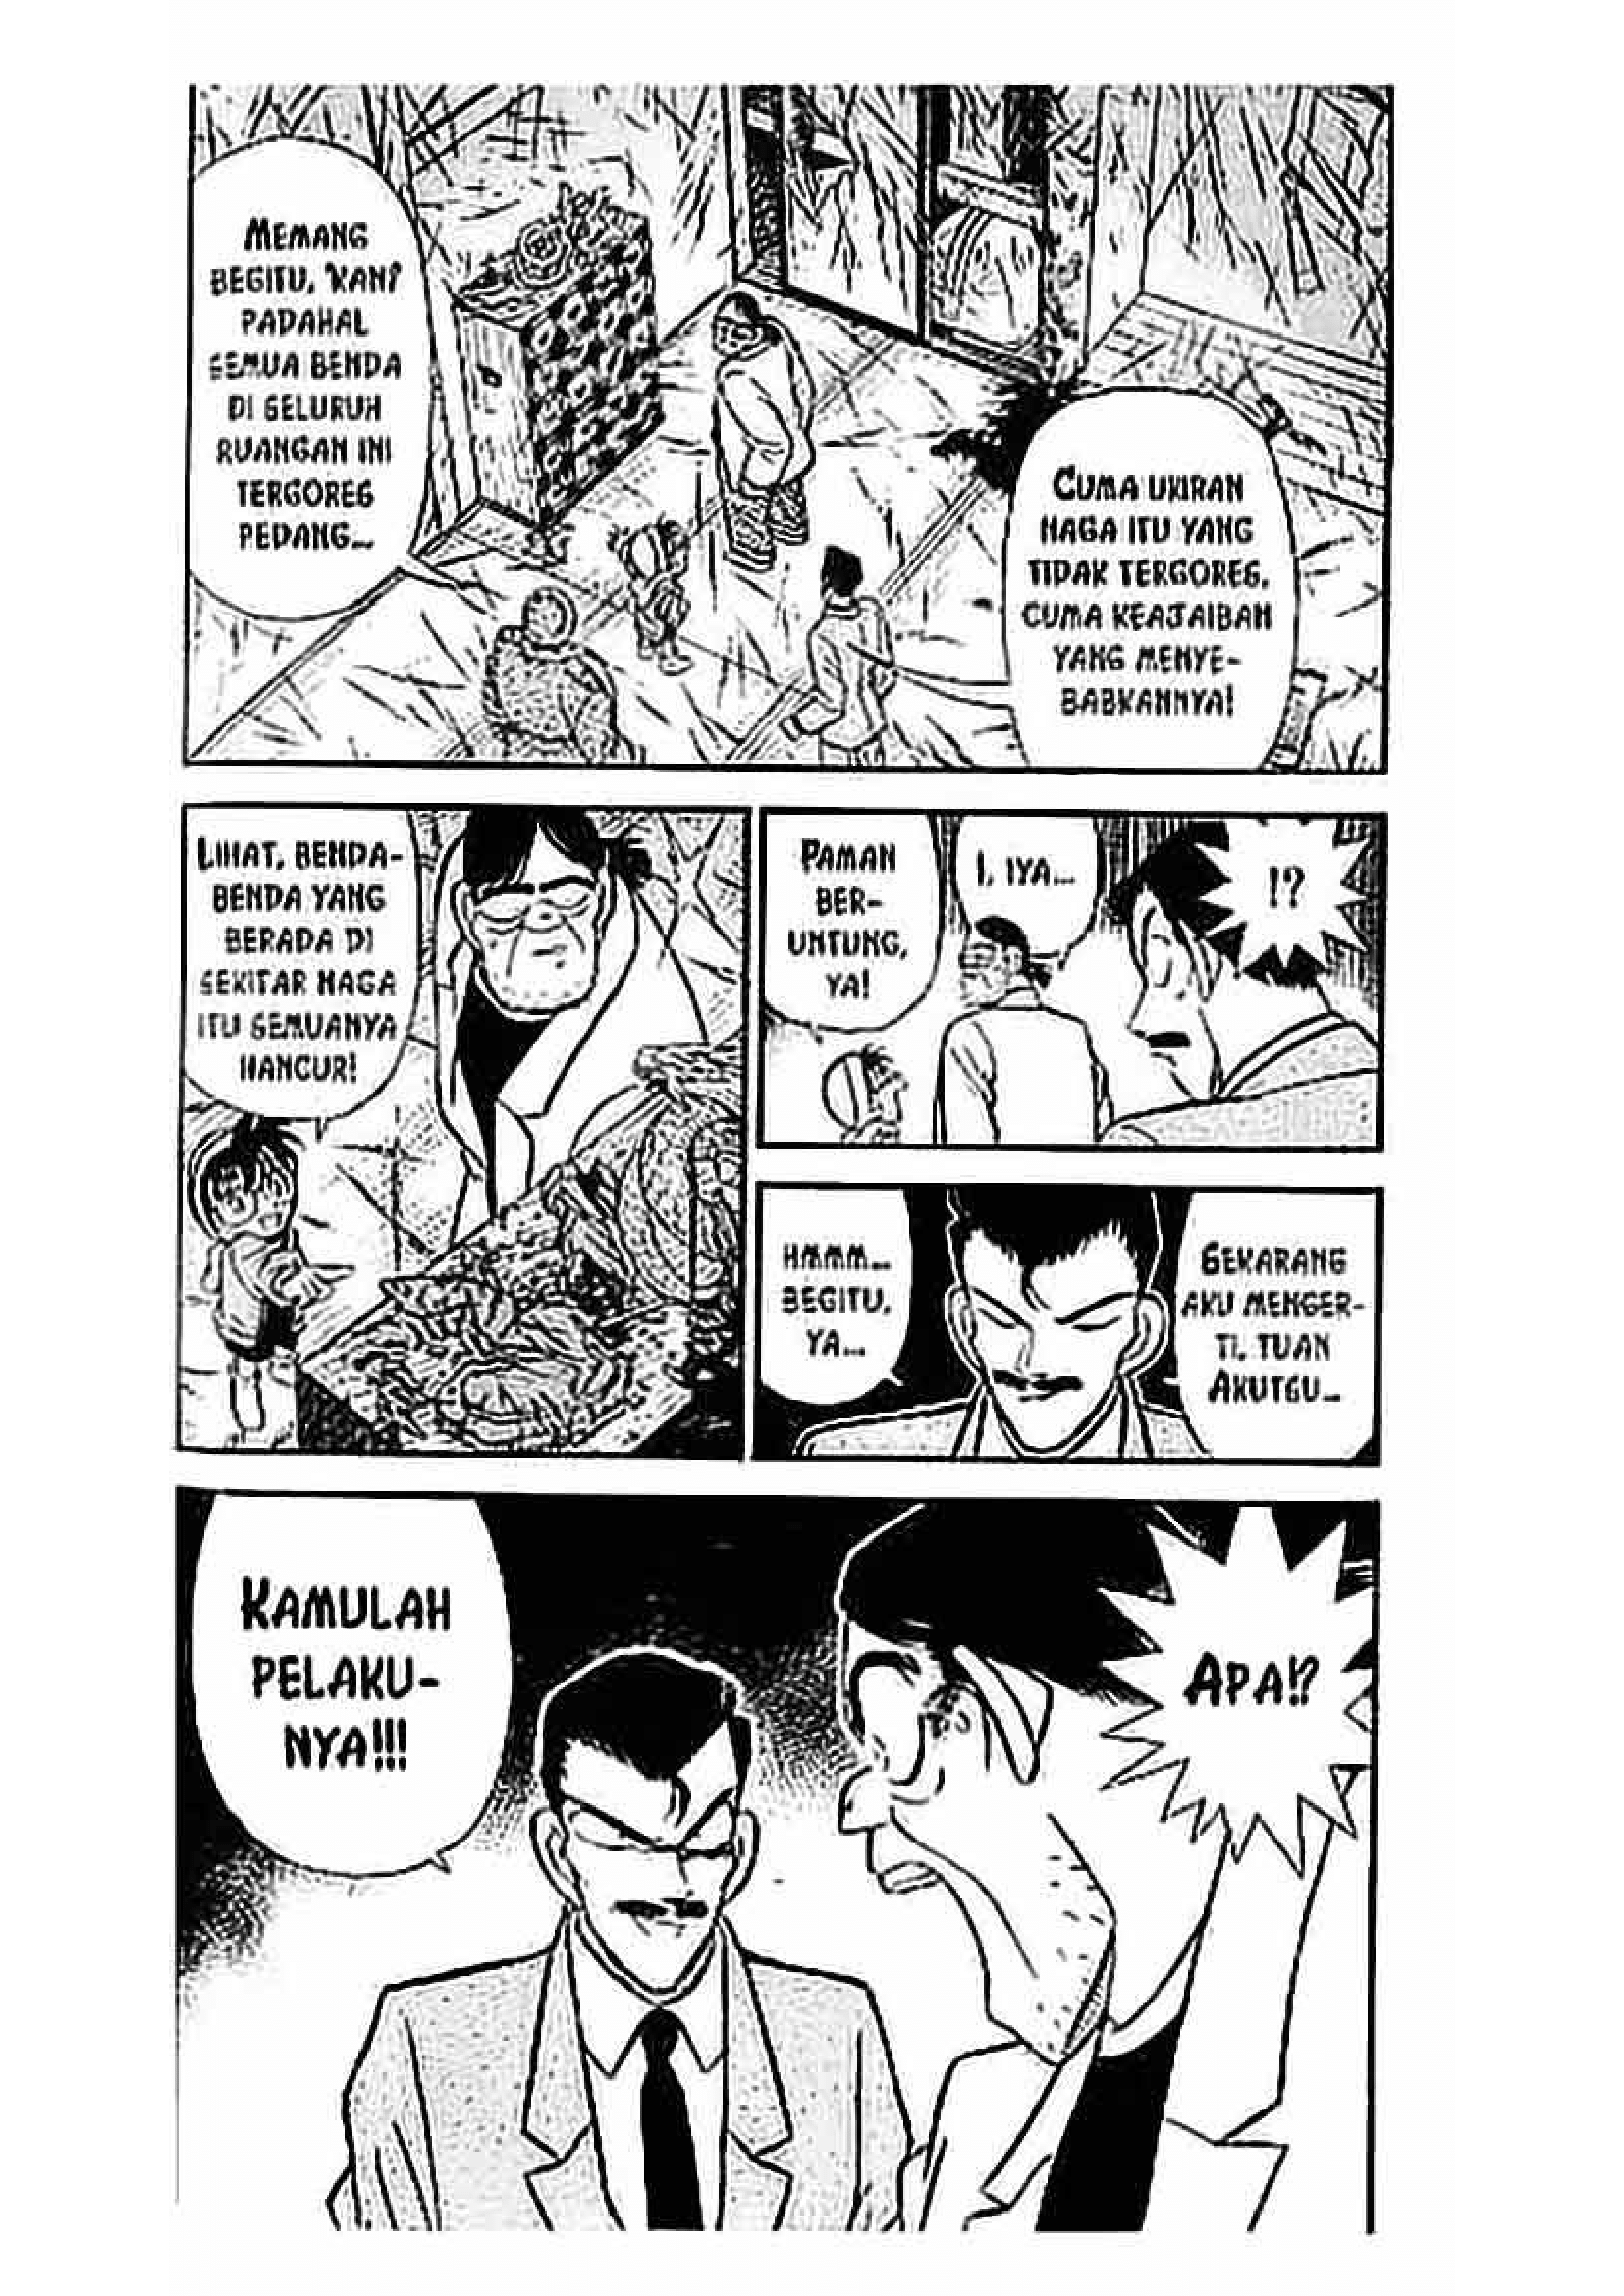 MEMANG
BEGITU, 'KAN?
PADAHAL
SEMUA BENDA
DI SELURUH
RUANGAN INI
TERGORES
PEDANG...
CUMA UKIRAN
NAGA ITU YANG
TIDAK TERGORES.
CUMA KEAJAIBAN
YANG MENYE-
BABKANNYA!
LIHAT, BENDA-
BENDA YANG
BERADA DI
SEKITAR NAGA
ITU SEMUANYA
HANCUR!
PAMAN
BER-
UNTUNG,
YA!
I, IYA...
!?
HMMM...
BEGITU,
YA...
SEKARANG
AKU MENGER-
TI, TUAN
AKUTSU...
KAMULAH
PELAKU-
NYA!!!
APA!?